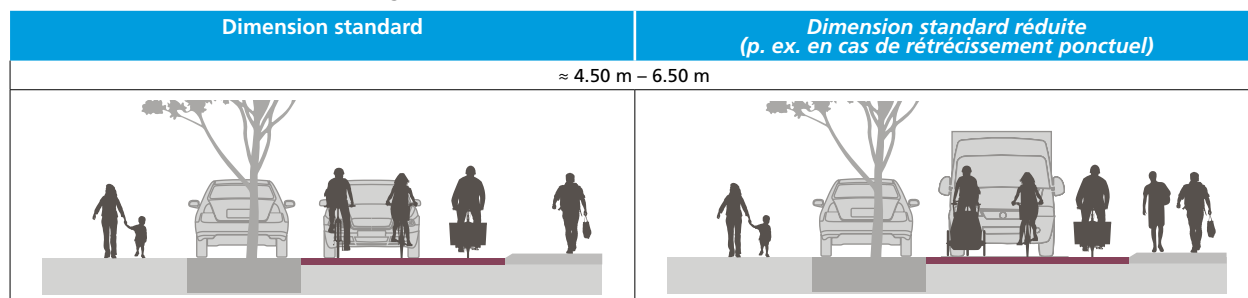 Dimension standard
Dimension standard réduite
(p. ex. en cas de rétrécissement ponctuel)
≈ 4.50 m – 6.50 m